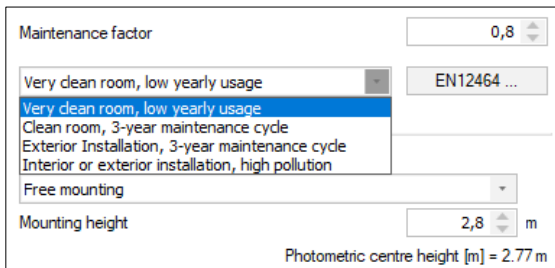 Maintenance factor 0,8
Very clean room, low yearly usage EN12464 ...
Very clean room, low yearly usage
Clean room, 3-year maintenance cycle
Exterior Installation, 3-year maintenance cycle
Interior or exterior installation, high pollution
Free mounting
Mounting height 2,8 m
Photometric centre height [m] = 2.77 m